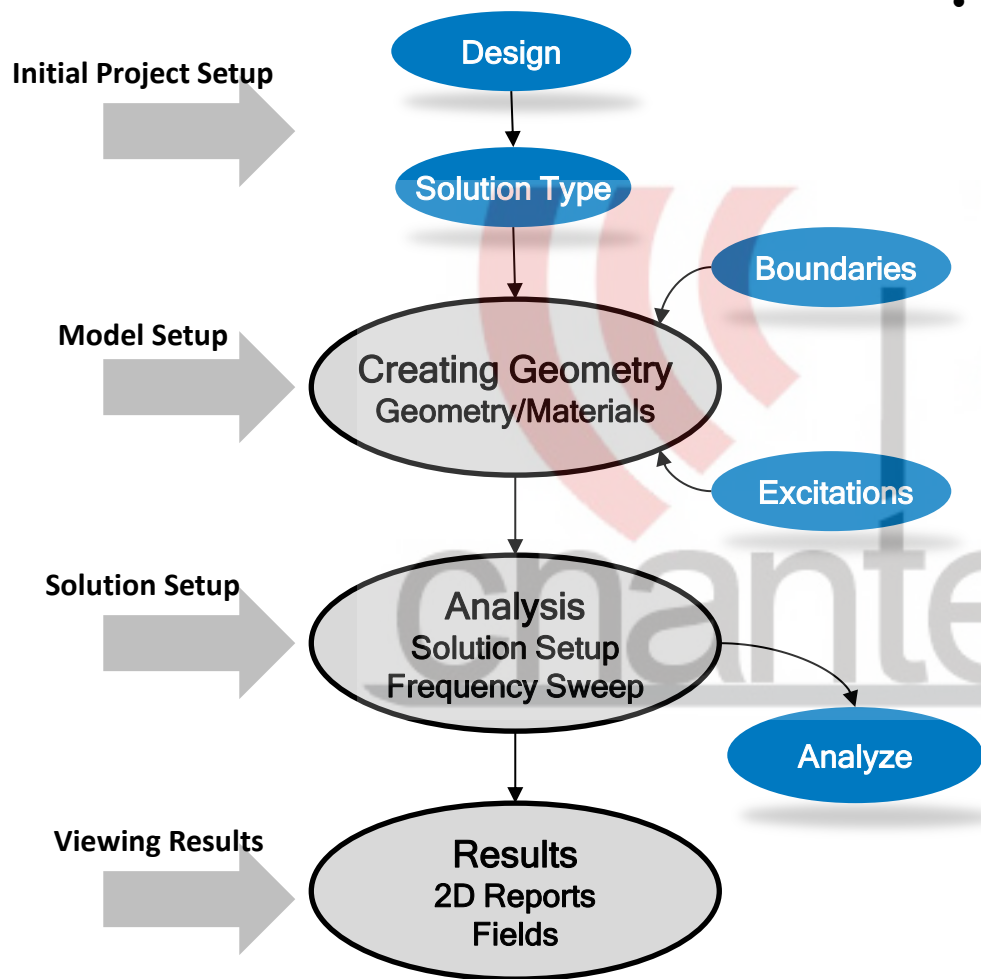 Initial Project Setup
Design
Solution Type
Boundaries
Model Setup
Creating Geometry
Geometry/Materials
Excitations
Solution Setup
Analysis
Solution Setup
Frequency Sweep
Analyze
Viewing Results
Results
2D Reports
Fields